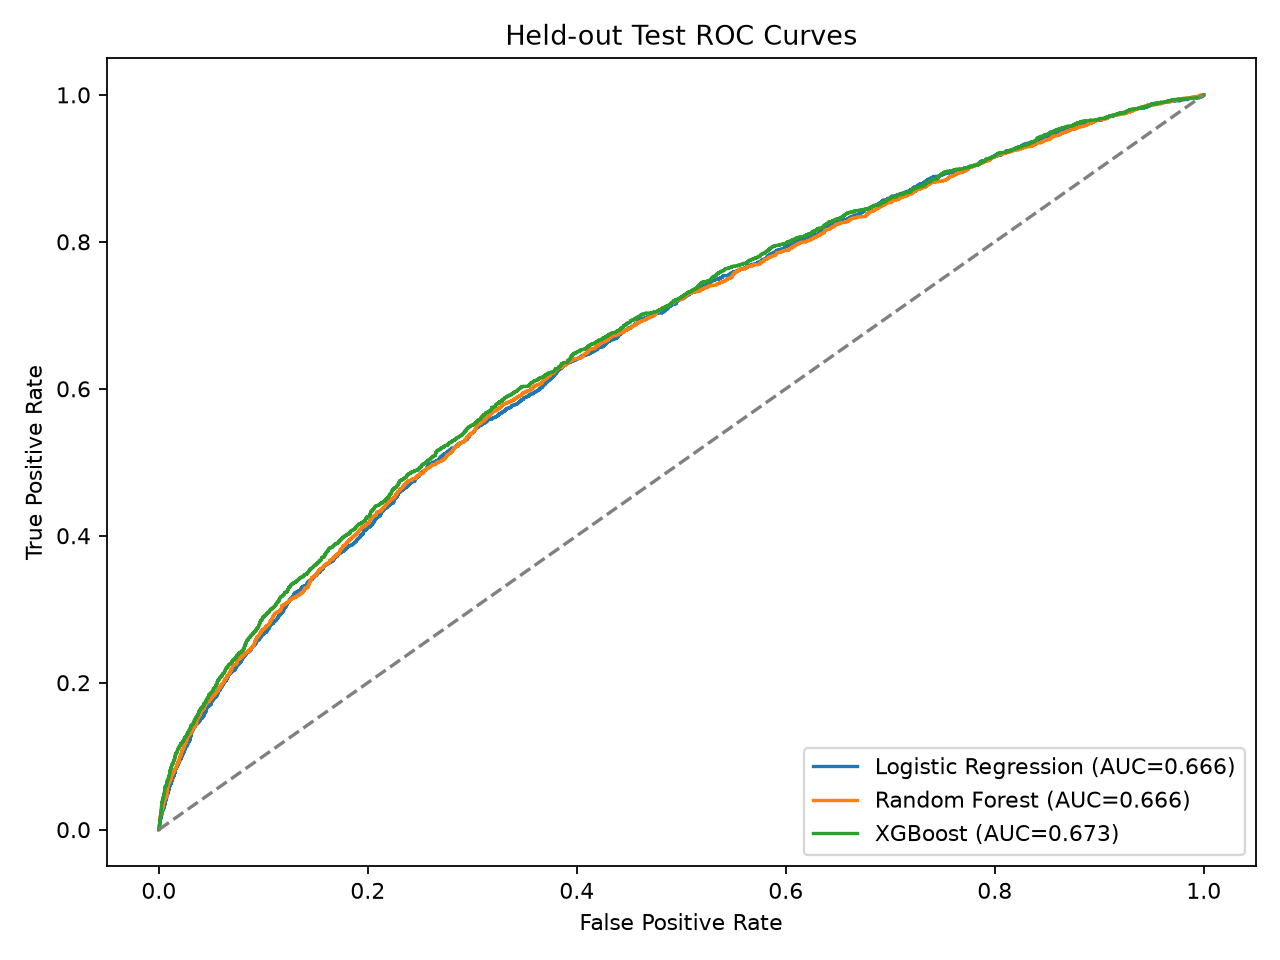 Held-out Test ROC Curves
True Positive Rate
1.0
0.8
0.6
0.4
0.2
0.0
Logistic Regression (AUC=0.666)
Random Forest (AUC=0.666)
XGBoost (AUC=0.673)
0.0 0.2 0.4 0.6 0.8 1.0
False Positive Rate